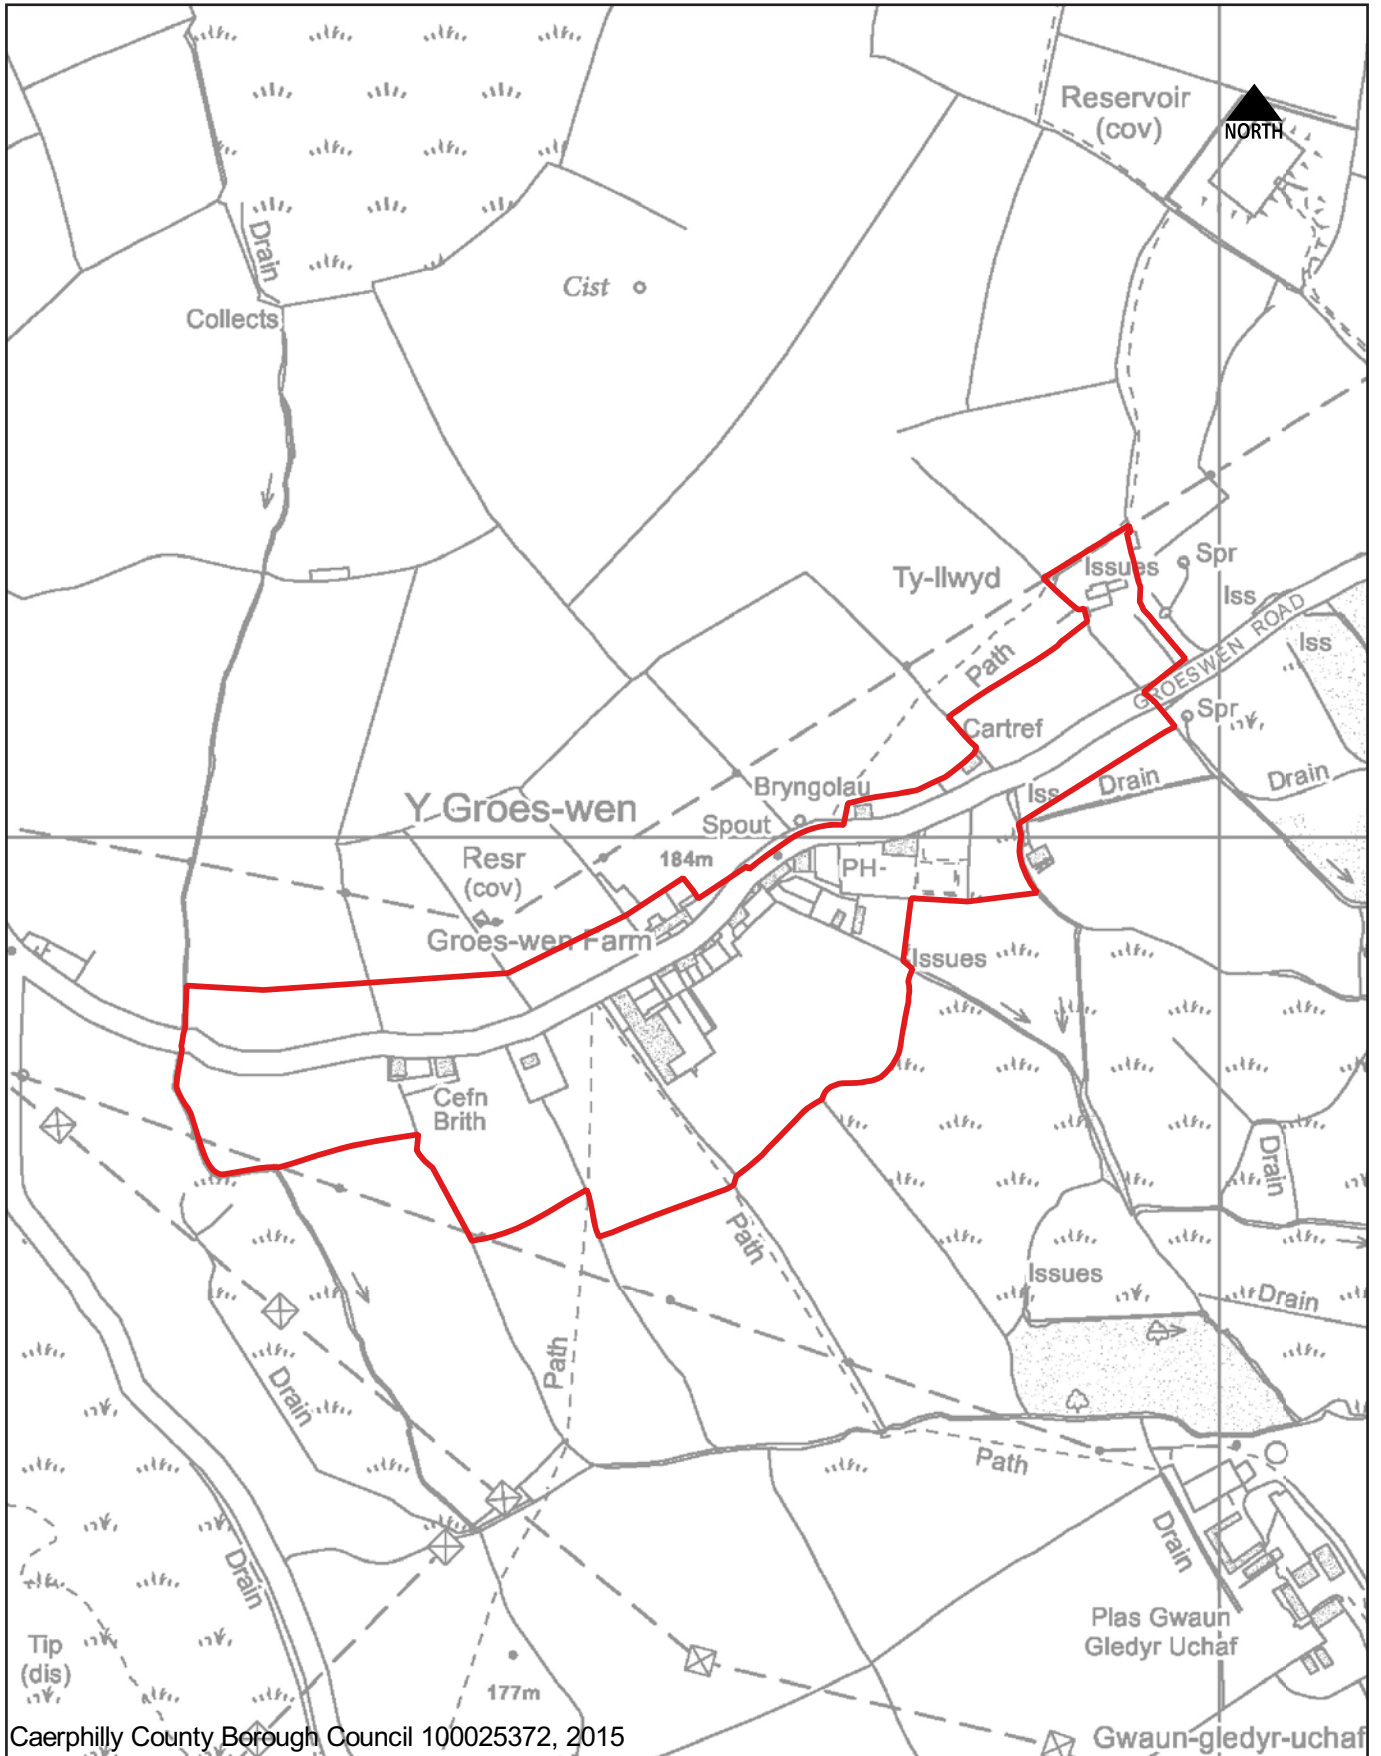 Reservoir
(cov)
NORTH
Drain
Cist
Collects
Spr
Issues
Ty-llwyd
Iss
GROESWEN ROAD
Iss
Path
Spr
Cartref
Drain
Drain
Bryngolau
Iss
Y Groes-wen
Spout
184m
PH
Resr
(cov)
Groes-wen Farm
Issues
Cefn
Brith
Drain
Path
Issues
Drain
Path
Drain
Path
Drain
Drain
Plas Gwaun
Gledyr Uchaf
Tip
(dis)
177m
Caerphilly County Borough Council 100025372, 2015
Gwaun-gledyr-uchaf